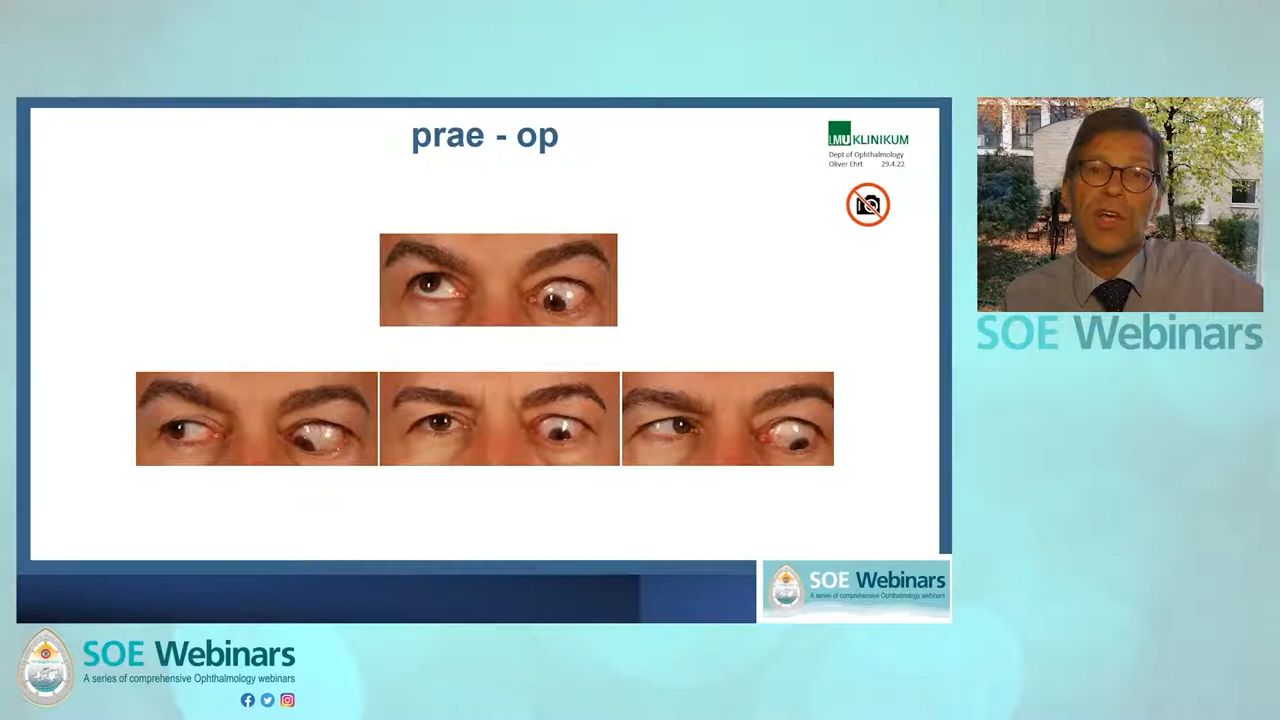 prae - op
LMU KLINIKUM
Dept of Ophthalmology
Oliver Ehrt 29.4.22
SOE Webinars
SOE Webinars
A series of comprehensive Ophthalmology webinars
SOE Webinars
A series of comprehensive Ophthalmology webinars